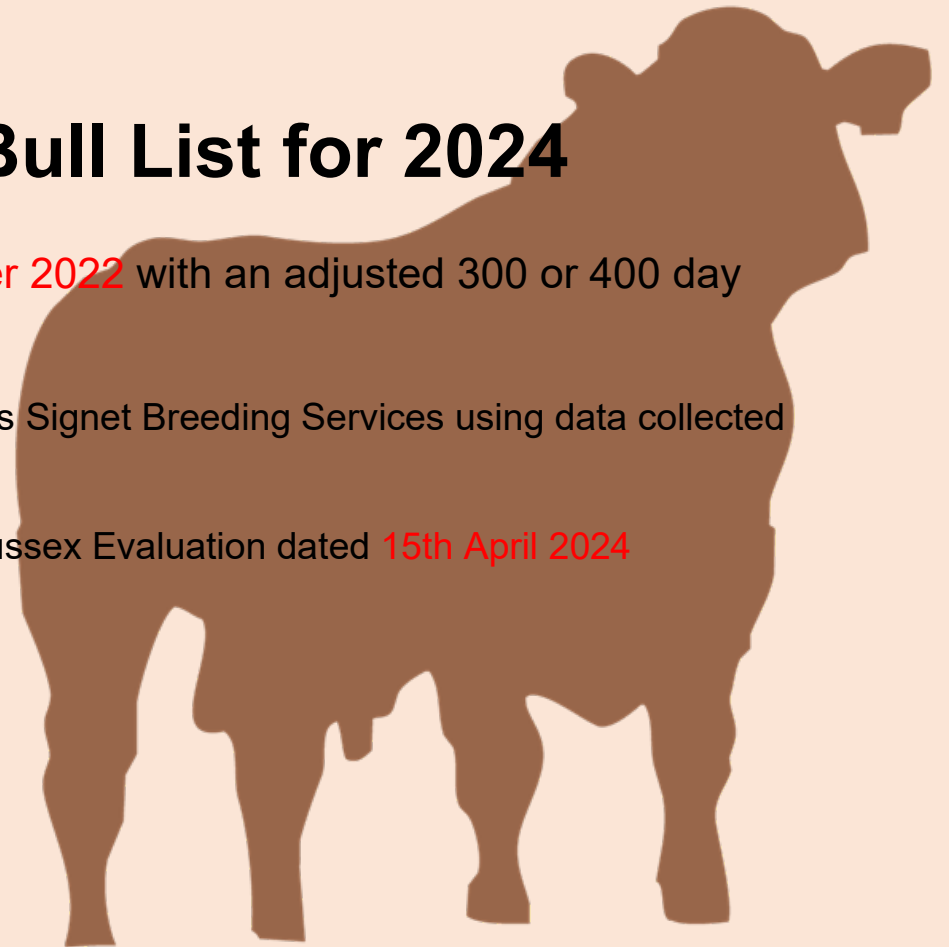 Bull List for 2024
er 2022 with an adjusted 300 or 400 day
s Signet Breeding Services using data collected
ussex Evaluation dated 15th April 2024